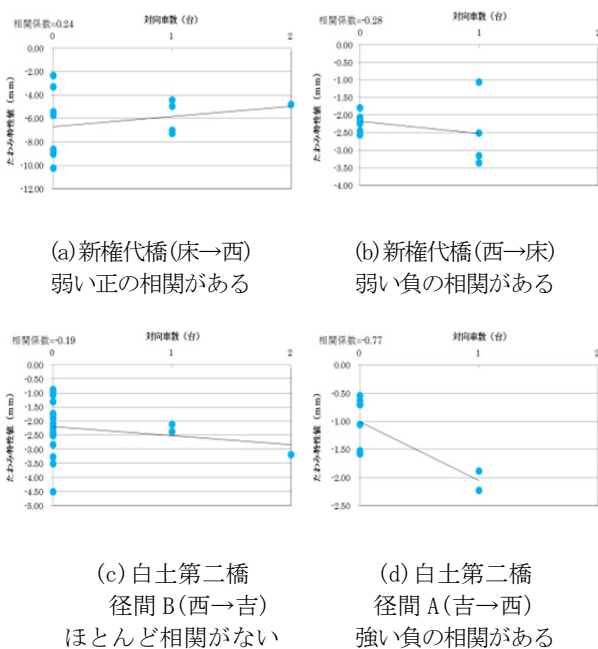 相関係数=0.24
対向車数（台）
0 1 2
0.00
-2.00
-4.00
-6.00
-8.00
-10.00
-12.00
たわみ特性値（mm）
(a)新権代橋(床→西)
弱い正の相関がある
相関係数=-0.28
対向車数（台）
0 1 2
0.00
-0.50
-1.00
-1.50
-2.00
-2.50
-3.00
-3.50
-4.00
たわみ特性値（mm）
(b)新権代橋(西→床)
弱い負の相関がある
相関係数=-0.19
対向車数（台）
0 1 2
0.00
-0.50
-1.00
-1.50
-2.00
-2.50
-3.00
-3.50
-4.00
-4.50
-5.00
たわみ特性値（mm）
(c)白土第二橋
径間 B(西→吉)
ほとんど相関がない
相関係数=-0.77
対向車数（台）
0 1 2
0.00
-0.50
-1.00
-1.50
-2.00
-2.50
たわみ特性値（mm）
(d)白土第二橋
径間 A(吉→西)
強い負の相関がある